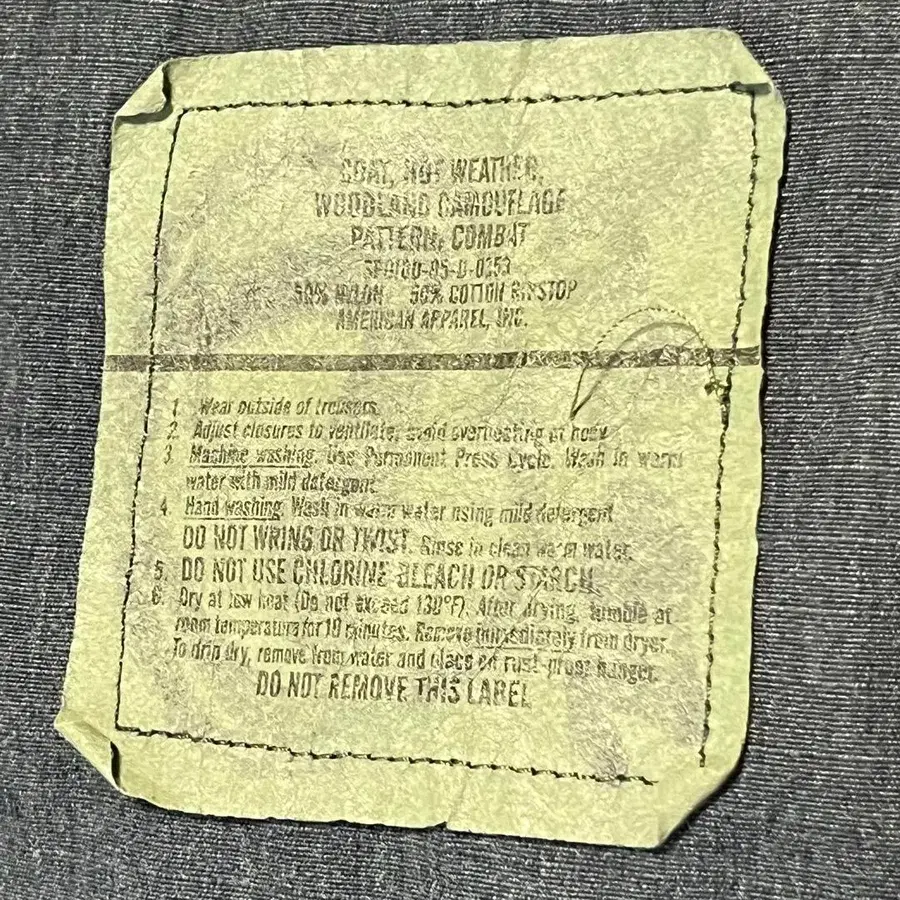 COAT, HOT WEATHER,
WOODLAND CAMOUFLAGE
PATTERN, COMBAT
SPO100-05-D-0353
50% NYLON 50% COTTON RIPSTOP
AMERICAN APPAREL, INC.
1. Wear outside of trousers.
2. Adjust closures to ventilate, avoid overheating of body
3. Machine washing. Use Permanent Press Cycle. Wash in warm
water with mild detergent.
4. Hand washing. Wash in warm water using mild detergent
DO NOT WRING OR TWIST. Rinse in clean warm water.
5. DO NOT USE CHLORINE BLEACH OR STARCH.
6. Dry at low heat (Do not exceed 130°F). After drying, tumble at
room temperature for 10 minutes. Remove immediately from dryer.
To drip dry, remove from water and place on rust-proof hanger.
DO NOT REMOVE THIS LABEL